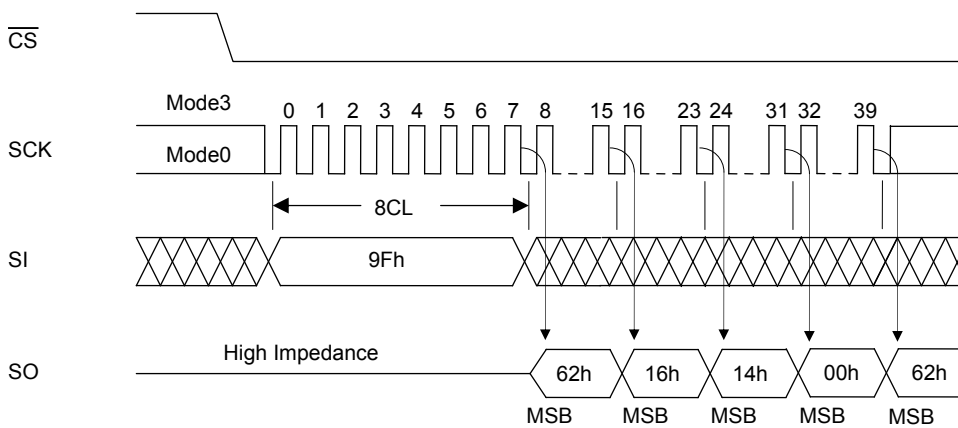 CS
Mode3
0 1 2 3 4 5 6 7 8 15 16 23 24 31 32 39
SCK
Mode0
8CL
SI
9Fh
High Impedance
SO
62h 16h 14h 00h 62h
MSB MSB MSB MSB MSB